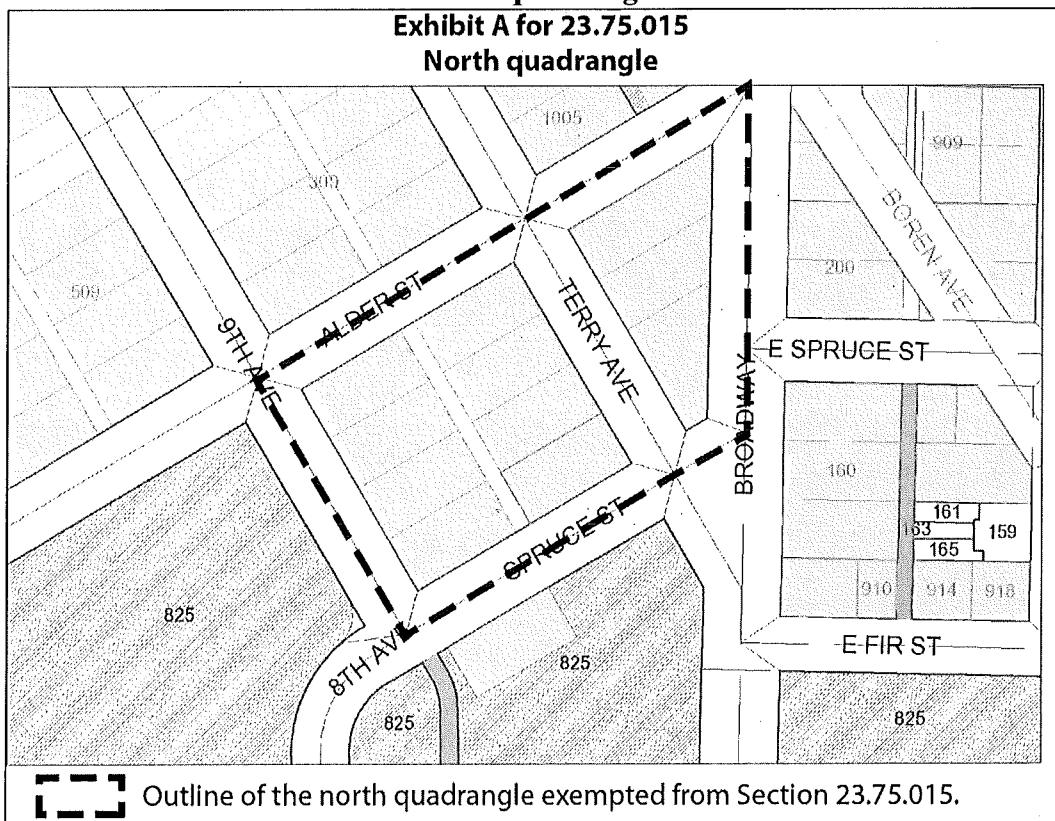 Exhibit A for 23.75.015
North quadrangle
1005
909
300
BOREN AVE
200
509
9TH AVE
ALDER ST
TERRY AVE
E SPRUCE ST
BROADWAY
160
161
163
159
165
SPRUCE ST
910
914
918
825
8TH AVE
825
E FIR ST
825
825
Outline of the north quadrangle exempted from Section 23.75.015.